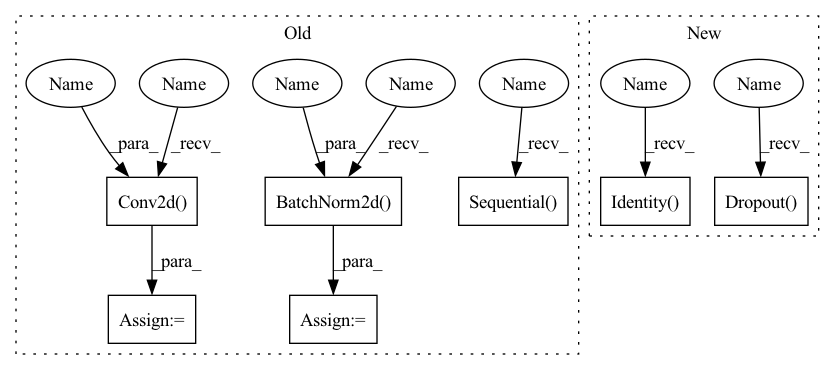 Old
New
Name
Name
Name
Name
Name
Name
Name
_para_
_recv_
_para_
_recv_
_recv_
_recv_
_recv_
Conv2d()
BatchNorm2d()
Sequential()
Identity()
Dropout()
_para_
_para_
Assign:=
Assign:=